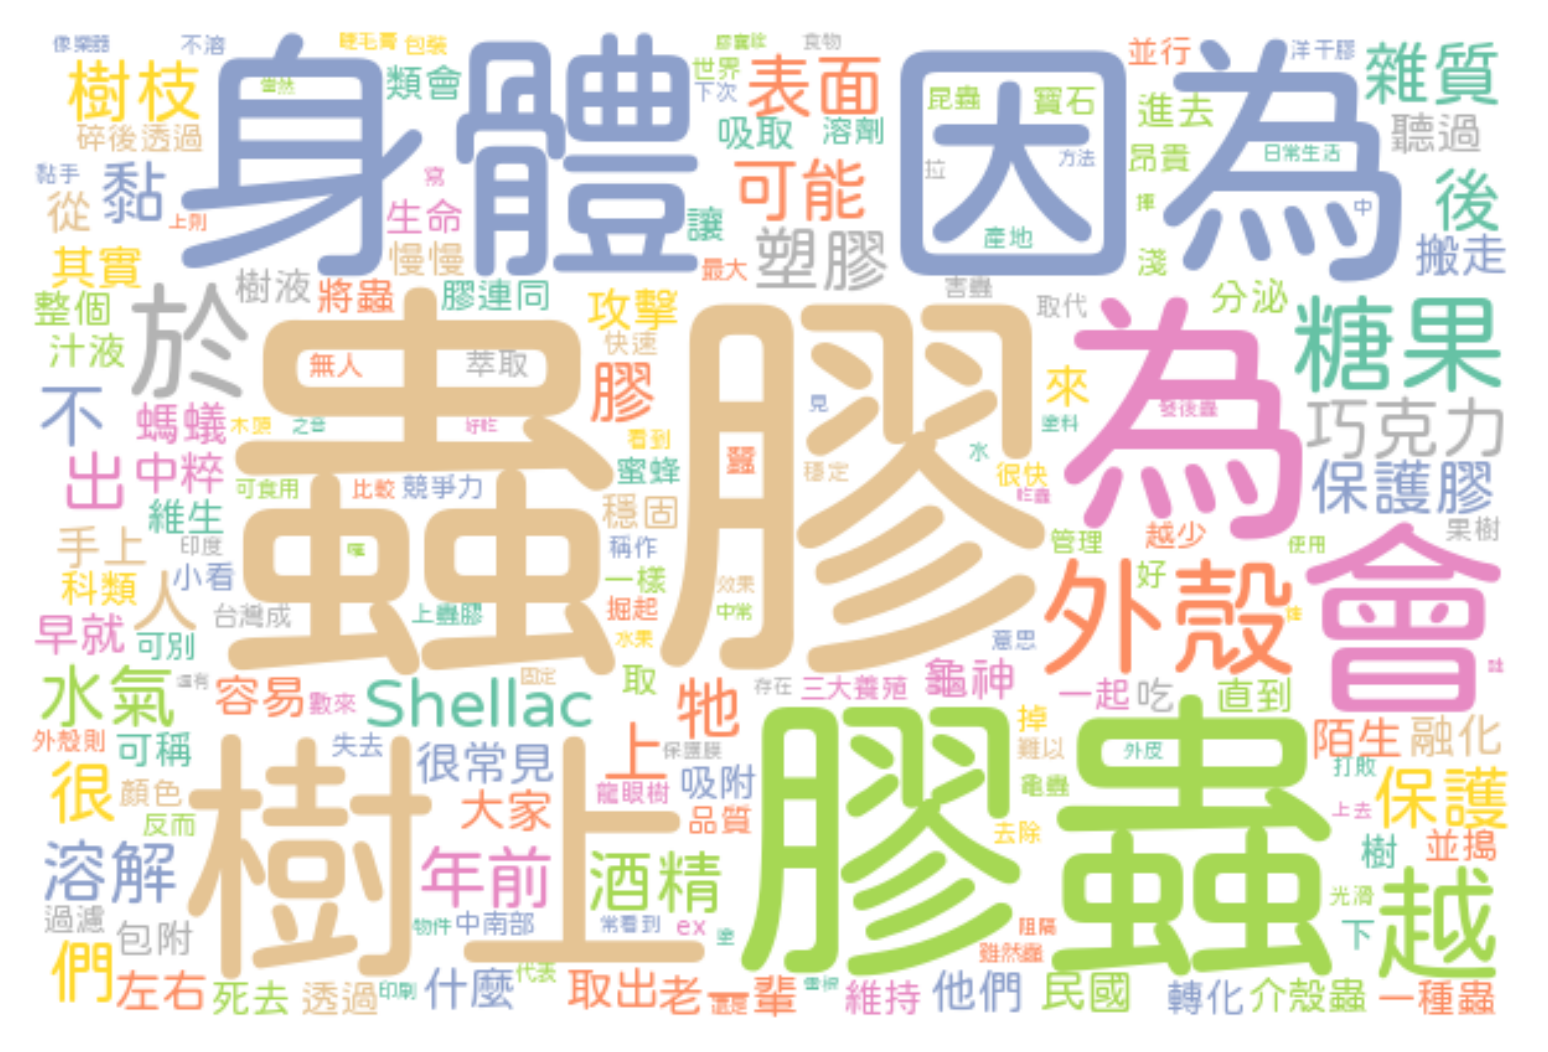 像樂器 不溶 睫毛膏 包裝 膠囊 食物
樹枝 當然 身體 類會 世界 下次 表面 因為 並行 洋干膠 雜質
碎後透過 吸取 溶劑 昆蟲 寶石 進去 聽過
黏手 黏 窩 可能 拉 方法 昂貴 日常生活 後
從 上則 生命 讓 揮 中
其實 慢慢 最大 塑膠 產地 淺 搬走
整個 於 樹液 將蟲 膠連同 攻擊 害蟲 取代 分泌 糖果
汁液 無人 萃取 快速 蟲膠 為
不 螞蟻 木頭 之音 好吃 膠 見 來 發後蟲 巧克力
出 中粹 看到 蠶 穩定 水 塗料
可食用 比較 競爭力 蜜蜂 很快 吃蟲 保護膠
維生 穩固 果樹
手上 印度 嘴 稱作 管理 越少 使用 會
科類 人 小看 一樣 效果 外殼 好
早就 可別 台灣成 上蟲膠 掘起 中常 水果 意思
水氣 還有 容易 數來 固定 取 牠 存在 三大養殖 龜神 一起 吃 直到
Shellac
外殼則 可稱 失去 很常見 上 保護膜 膠蟲 掉 難以 外皮 陌生 融化
很 顏色 樹上 大家 龍眼樹 吸附 龜蟲 打敗 保護
反而 品質 去除 上去
溶解 年前 酒精 樹 並搗
過濾 包附 物件 中南部 常看到 ex 塗 阻隔 光滑 越
們 雖然蟲 下
左右 死去 透過 印刷 什麼 代表 取出 老一輩 維持 他們 民國 轉化 介殼蟲 一種蟲